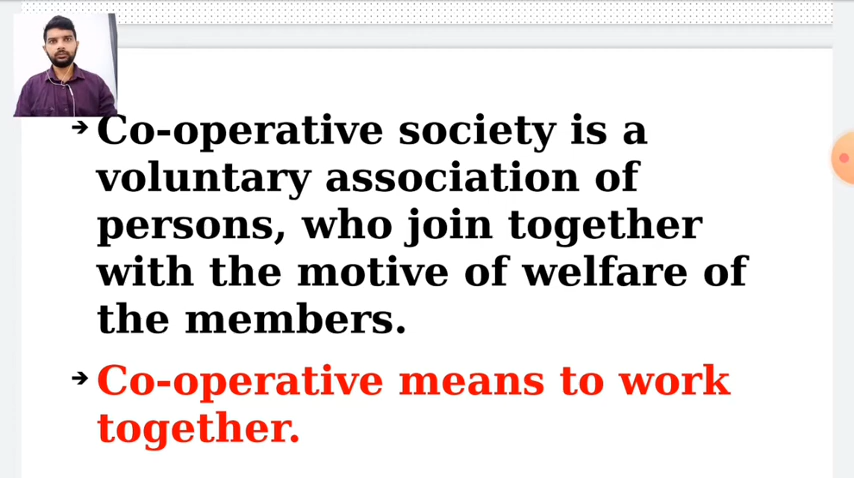 Co-operative society is a
voluntary association of
persons, who join together
with the motive of welfare of
the members.
Co-operative means to work
together.